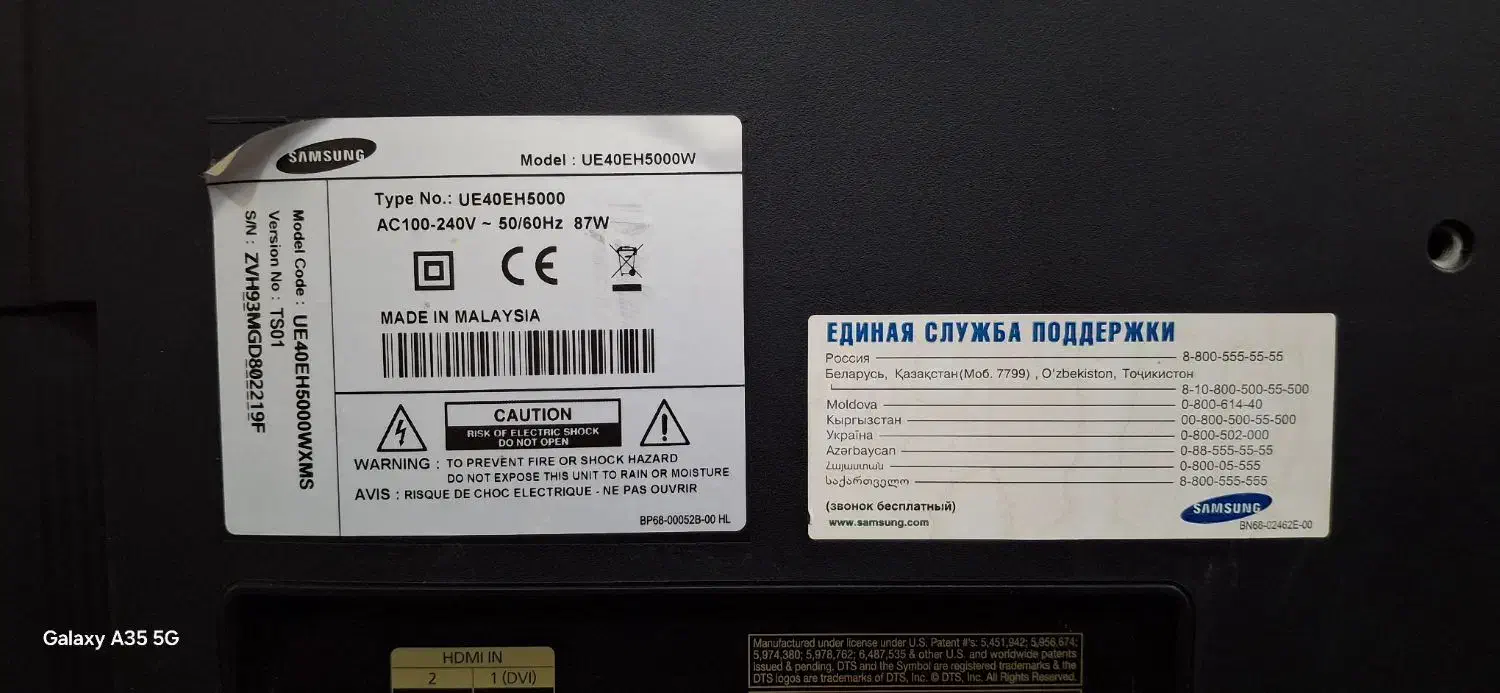 SAMSUNG
Model : UE40EH5000W
Type No.: UE40EH5000
AC100-240V ~ 50/60Hz 87W
CE
MADE IN MALAYSIA
CAUTION
RISK OF ELECTRIC SHOCK
DO NOT OPEN
WARNING : TO PREVENT FIRE OR SHOCK HAZARD
DO NOT EXPOSE THIS UNIT TO RAIN OR MOISTURE
AVIS : RISQUE DE CHOC ELECTRIQUE - NE PAS OUVRIR
BP68-00052B-00 HL
Model Code : UE40EH5000WXMS
Version No : TS01
S/N : ZVH93MGD802219F
ЕДИНАЯ СЛУЖБА ПОДДЕРЖКИ
Россия 8-800-555-55-55
Беларусь, Қазақстан(Моб. 7799) , O'zbekiston, Тоҷикистон
8-10-800-500-55-500
Moldova 0-800-614-40
Кыргызстан 00-800-500-55-500
Україна 0-800-502-000
Azərbaycan 0-88-555-55-55
Հայաստան 0-800-05-555
საქართველო 8-800-555-555
(звонок бесплатный)
www.samsung.com
SAMSUNG
BN68-02462E-00
Galaxy A35 5G
HDMI IN
2 1 (DVI)
Manufactured under license under U.S. Patent #'s: 5,451,942; 5,956,674;
5,974,380; 5,978,762; 6,487,535 & other U.S. and worldwide patents
issued & pending. DTS and the Symbol are registered trademarks & the
DTS logos are trademarks of DTS, Inc. © DTS, Inc. All Rights Reserved.